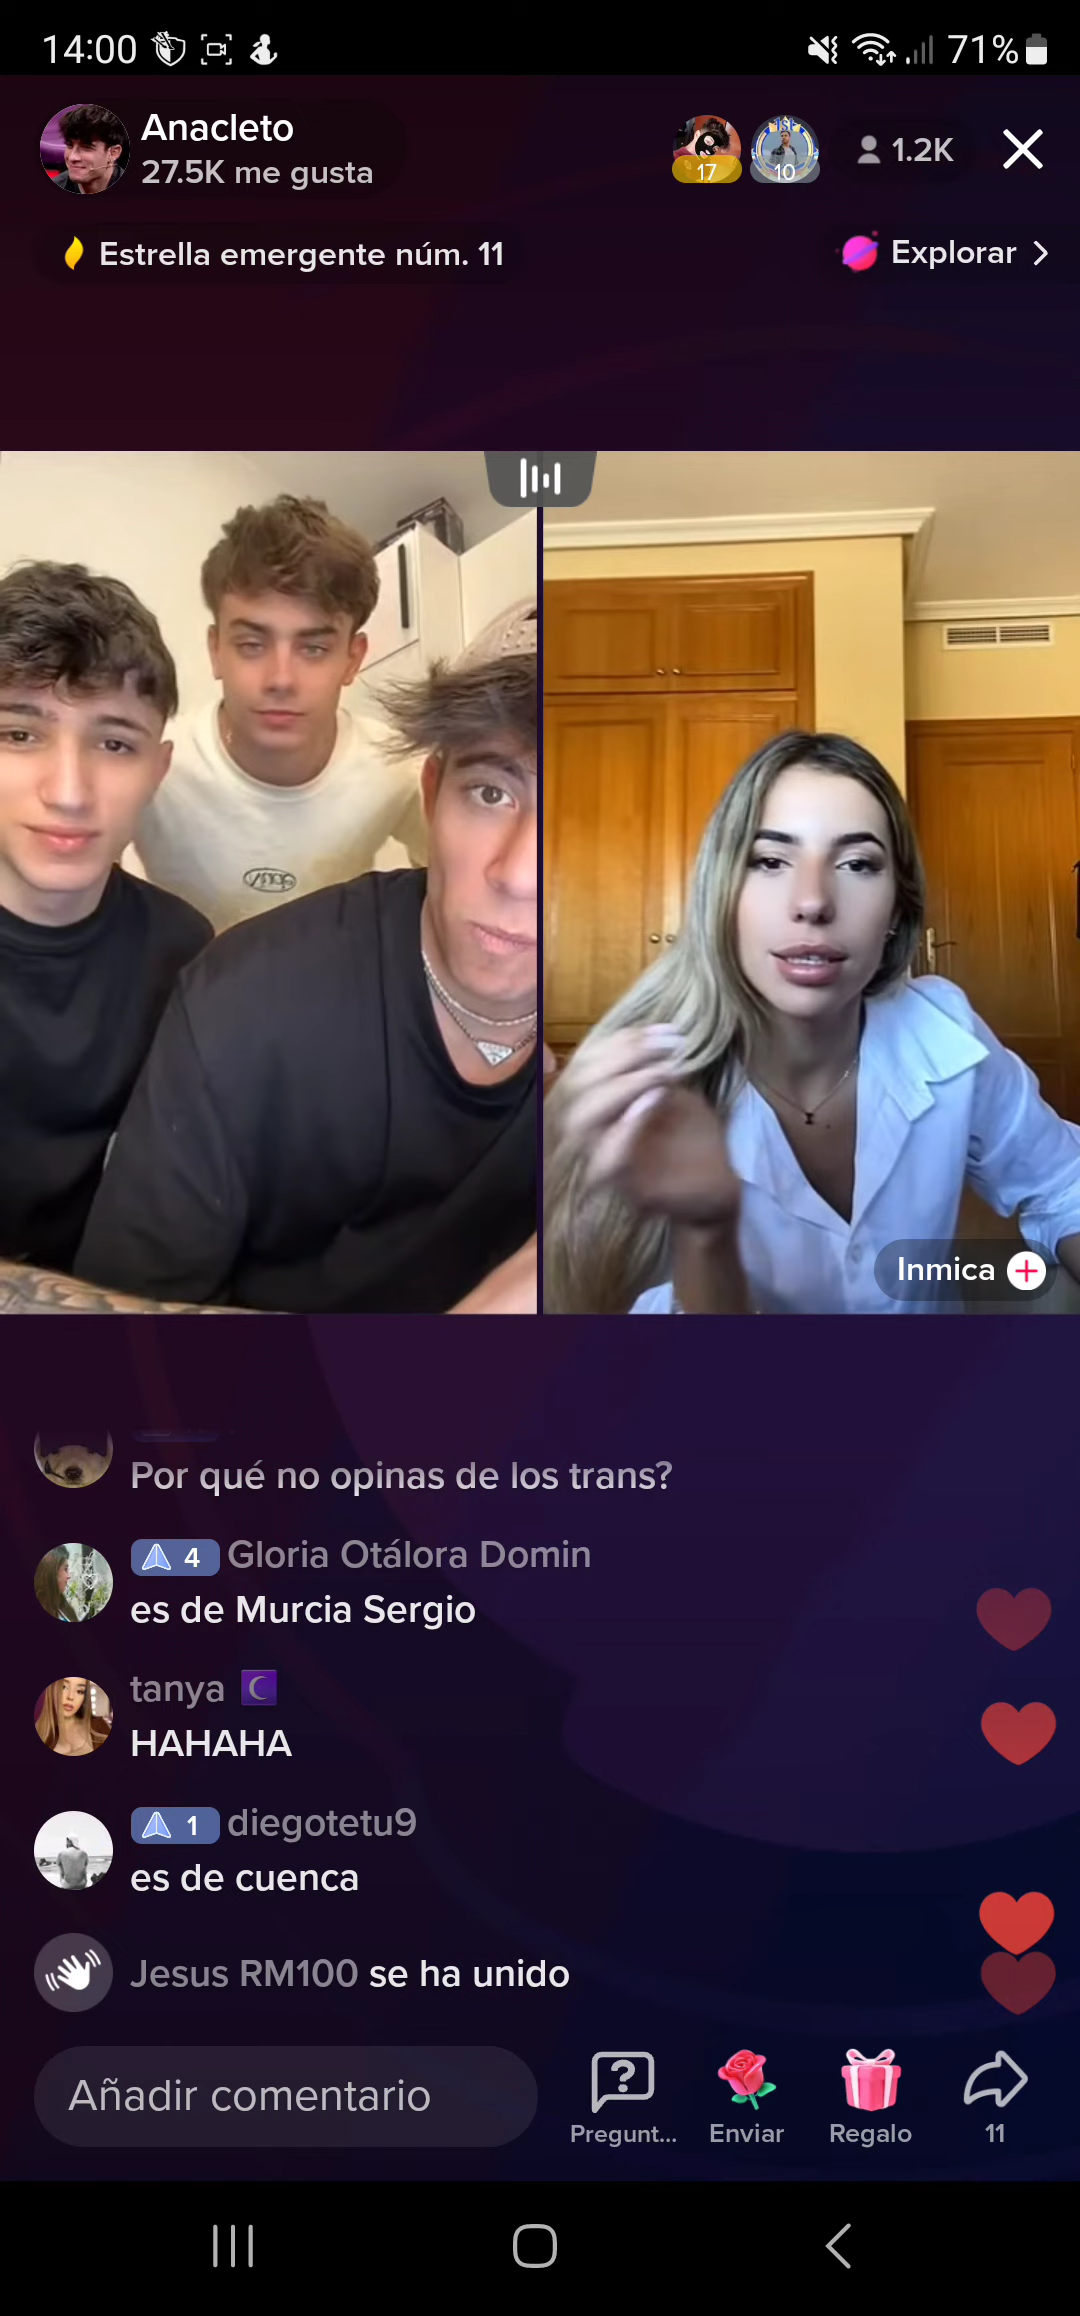 14:00
71%
Anacleto
27.5K me gusta
17
10
1.2K
Estrella emergente núm. 11
Explorar
Inmica
Por qué no opinas de los trans?
4 Gloria Otálora Domin
es de Murcia Sergio
tanya
HAHAHA
1 diegotetu9
es de cuenca
Jesus RM100 se ha unido
Añadir comentario
Pregunt...
Enviar
Regalo
11